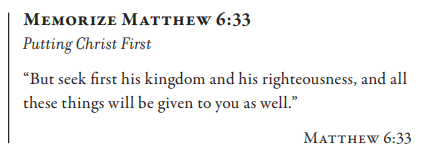 Memorize Matthew 6:33
Putting Christ First
“But seek first his kingdom and his righteousness, and all
these things will be given to you as well.”
Matthew 6:33